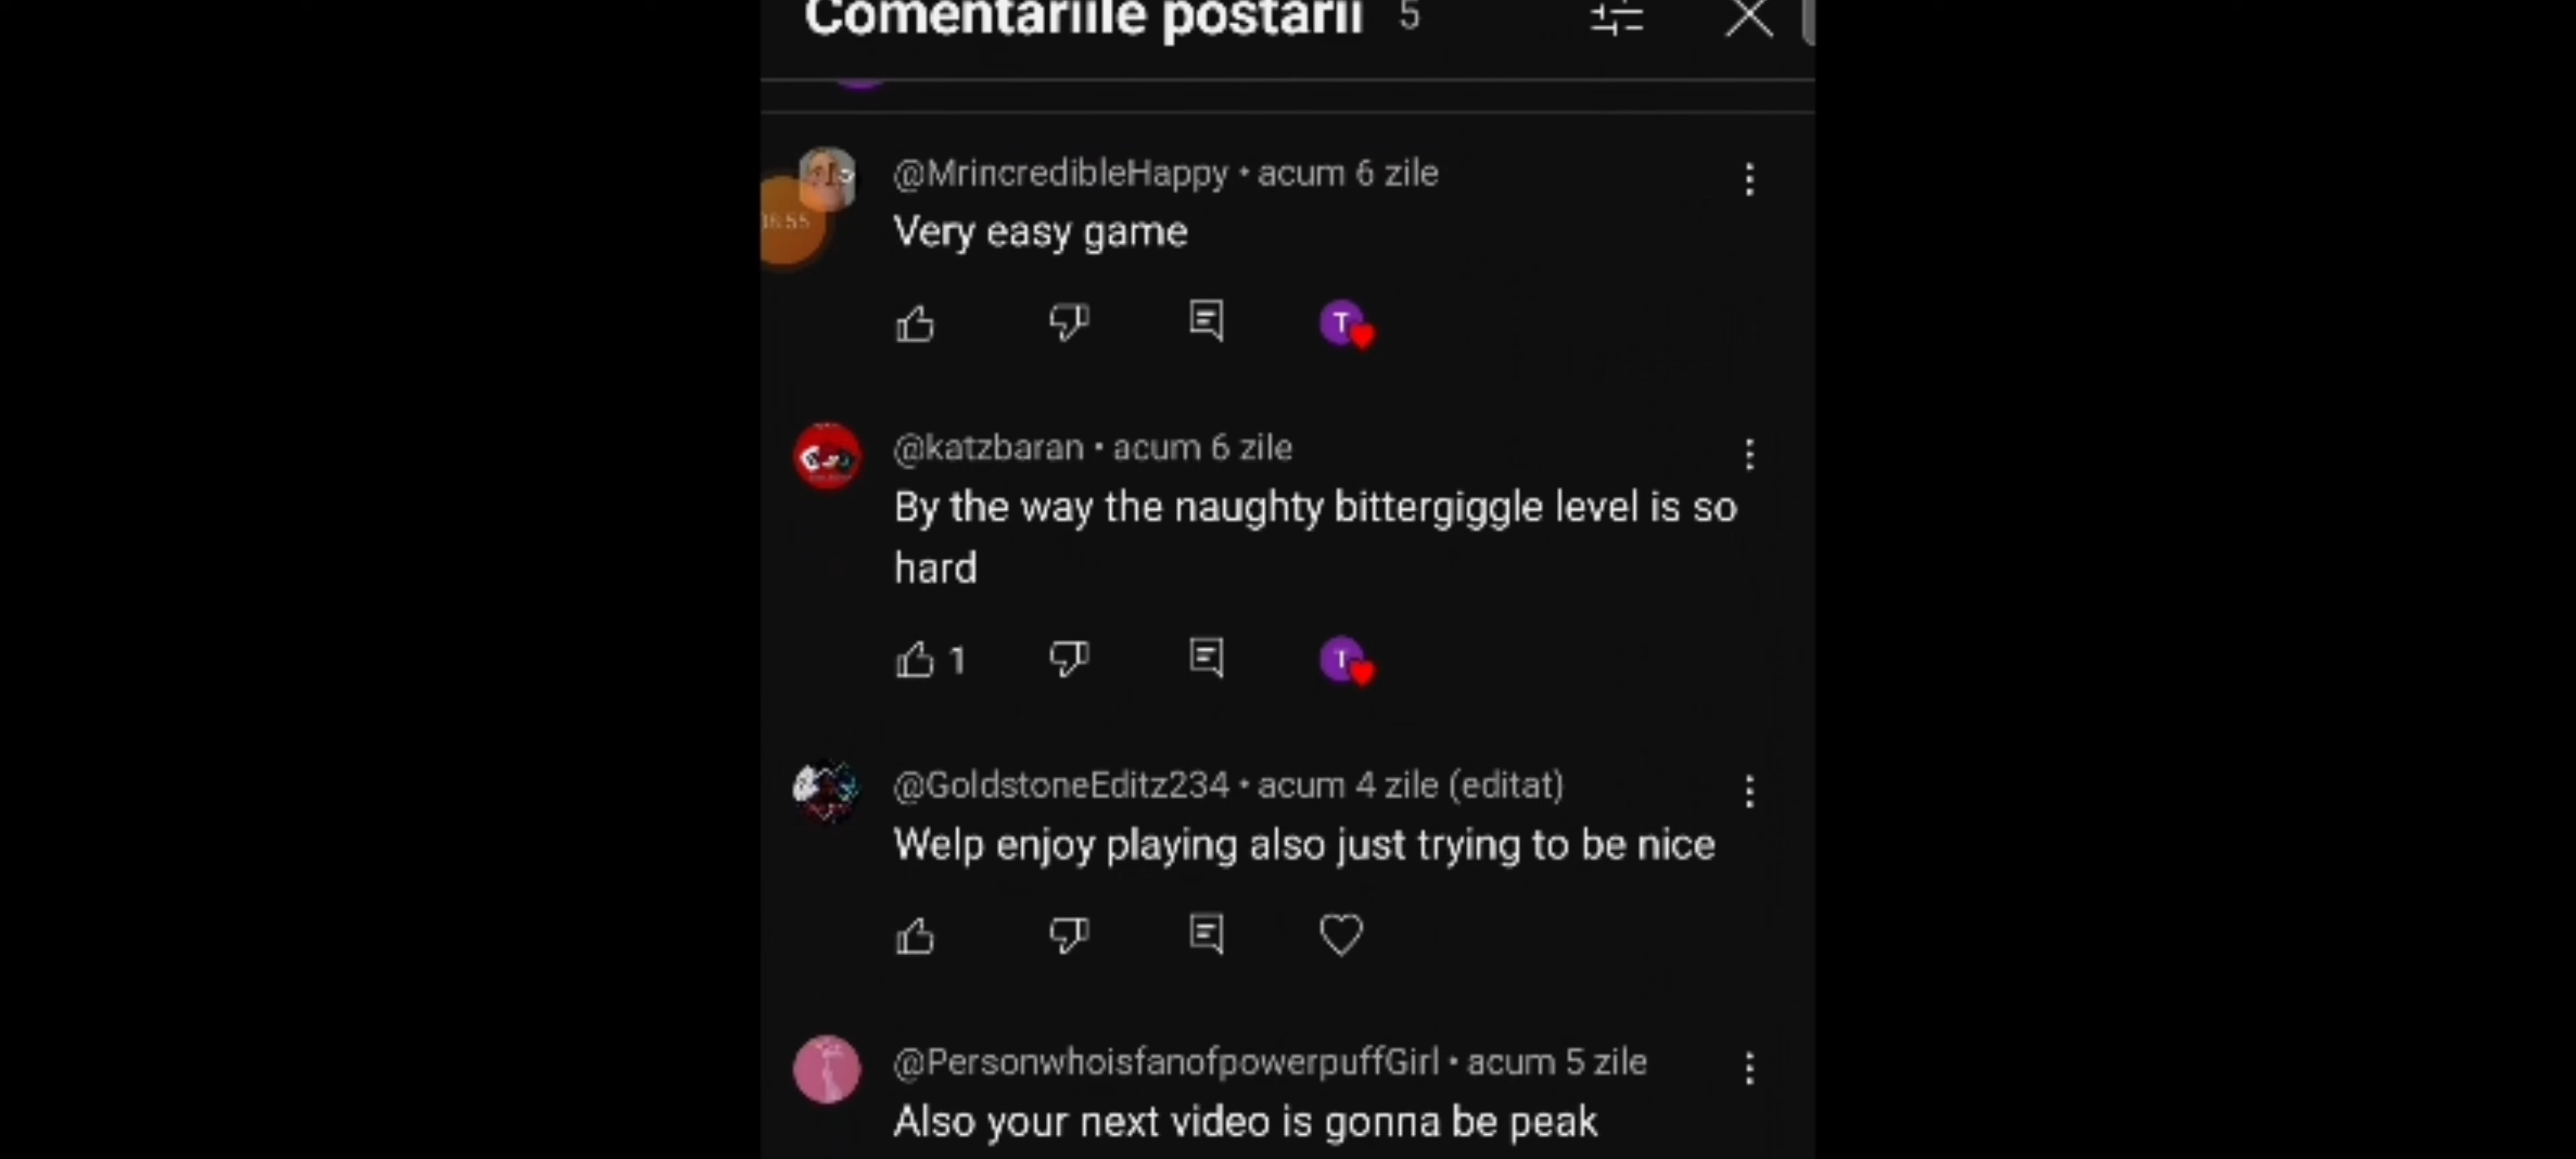 Comentariile postării 5
@MrincredibleHappy • acum 6 zile
16:55
Very easy game
T
@katzbaran • acum 6 zile
By the way the naughty bittergiggle level is so
hard
1
T
@GoldstoneEditz234 • acum 4 zile (editat)
Welp enjoy playing also just trying to be nice
@PersonwhoisfanofpowerpuffGirl • acum 5 zile
Also your next video is gonna be peak